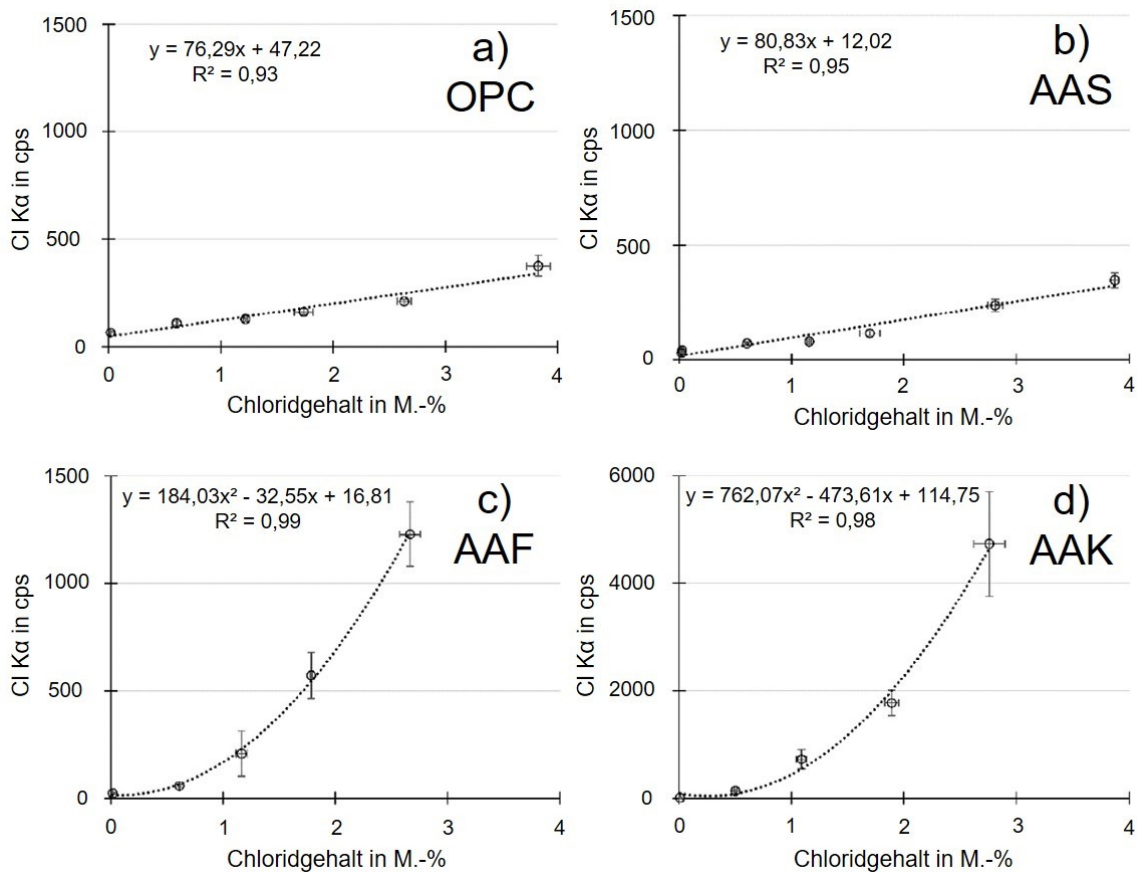 1500
y = 76,29x + 47,22
R² = 0,93
a)
OPC
1000
500
0
Cl Kα in cps
0 1 2 3 4
Chloridgehalt in M.-%
1500
y = 80,83x + 12,02
R² = 0,95
b)
AAS
1000
500
0
Cl Kα in cps
0 1 2 3 4
Chloridgehalt in M.-%
1500
y = 184,03x² - 32,55x + 16,81
R² = 0,99
c)
AAF
1000
500
0
Cl Kα in cps
0 1 2 3 4
Chloridgehalt in M.-%
6000
y = 762,07x² - 473,61x + 114,75
R² = 0,98
d)
AAK
4000
2000
0
Cl Kα in cps
0 1 2 3 4
Chloridgehalt in M.-%